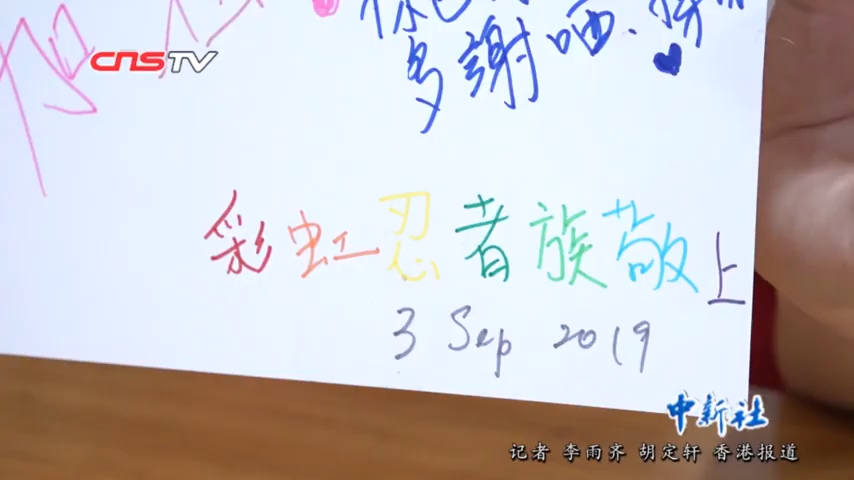 CNSTV
多謝晒、
彩虹忍者族敬上
3 Sep 2019
中新社
记者 李雨齐 胡定轩 香港报道